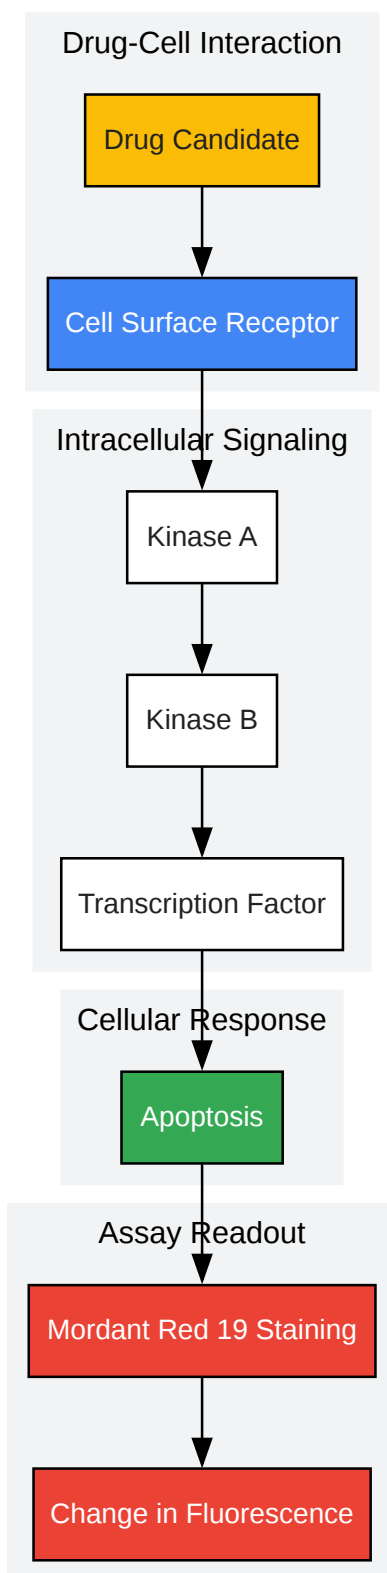 Drug-Cell Interaction
Drug Candidate
Cell Surface Receptor
Intracellular Signaling
Kinase A
Kinase B
Transcription Factor
Cellular Response
Apoptosis
Assay Readout
Mordant Red 19 Staining
Change in Fluorescence